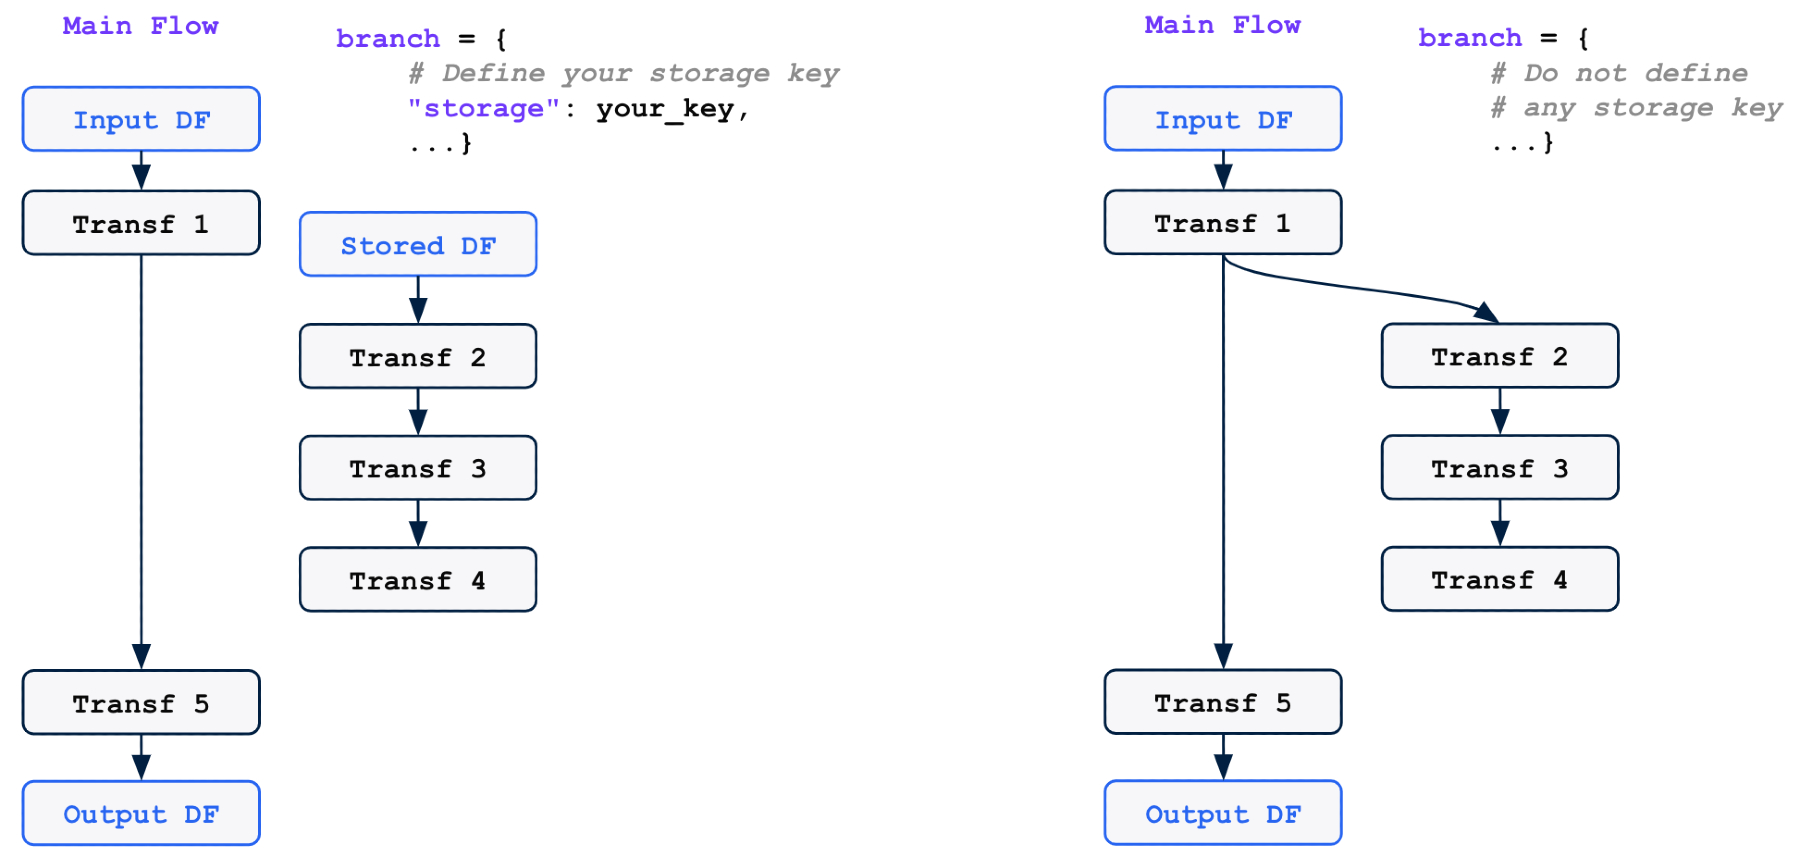 Main Flow
branch = {
# Define your storage key
"storage": your_key,
...}
Input DF
Transf 1
Stored DF
Transf 2
Transf 3
Transf 4
Transf 5
Output DF
Main Flow
branch = {
# Do not define
# any storage key
...}
Input DF
Transf 1
Transf 2
Transf 3
Transf 4
Transf 5
Output DF